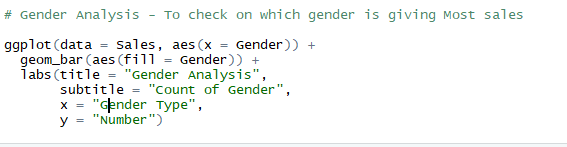 # Gender Analysis - To check on which gender is giving Most sales
ggplot(data = Sales, aes(x = Gender)) +
  geom_bar(aes(fill = Gender)) +
  labs(title = "Gender Analysis",
       subtitle = "Count of Gender",
       x = "Gender Type",
       y = "Number")